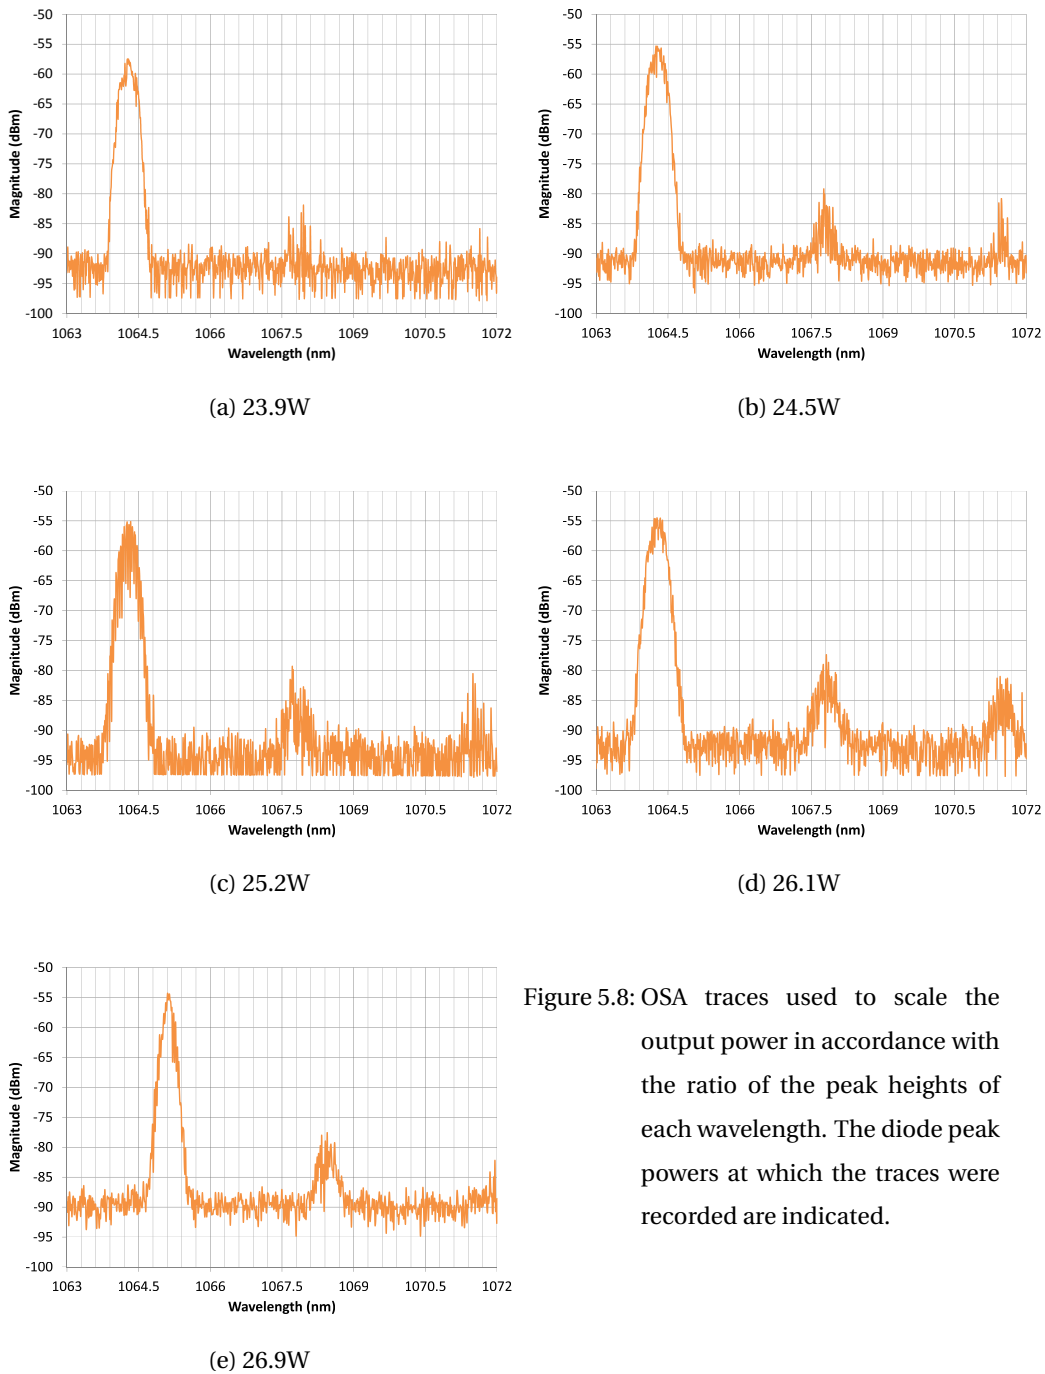 -50
-55
-60
-65
-70
-75
-80
-85
-90
-95
-100
Magnitude (dBm)
1063 1064.5 1066 1067.5 1069 1070.5 1072
Wavelength (nm)
(a) 23.9W
-50
-55
-60
-65
-70
-75
-80
-85
-90
-95
-100
Magnitude (dBm)
1063 1064.5 1066 1067.5 1069 1070.5 1072
Wavelength (nm)
(b) 24.5W
-50
-55
-60
-65
-70
-75
-80
-85
-90
-95
-100
Magnitude (dBm)
1063 1064.5 1066 1067.5 1069 1070.5 1072
Wavelength (nm)
(c) 25.2W
-50
-55
-60
-65
-70
-75
-80
-85
-90
-95
-100
Magnitude (dBm)
1063 1064.5 1066 1067.5 1069 1070.5 1072
Wavelength (nm)
(d) 26.1W
-50
-55
-60
-65
-70
-75
-80
-85
-90
-95
-100
Magnitude (dBm)
1063 1064.5 1066 1067.5 1069 1070.5 1072
Wavelength (nm)
(e) 26.9W
Figure 5.8: OSA traces used to scale the
output power in accordance with
the ratio of the peak heights of
each wavelength. The diode peak
powers at which the traces were
recorded are indicated.